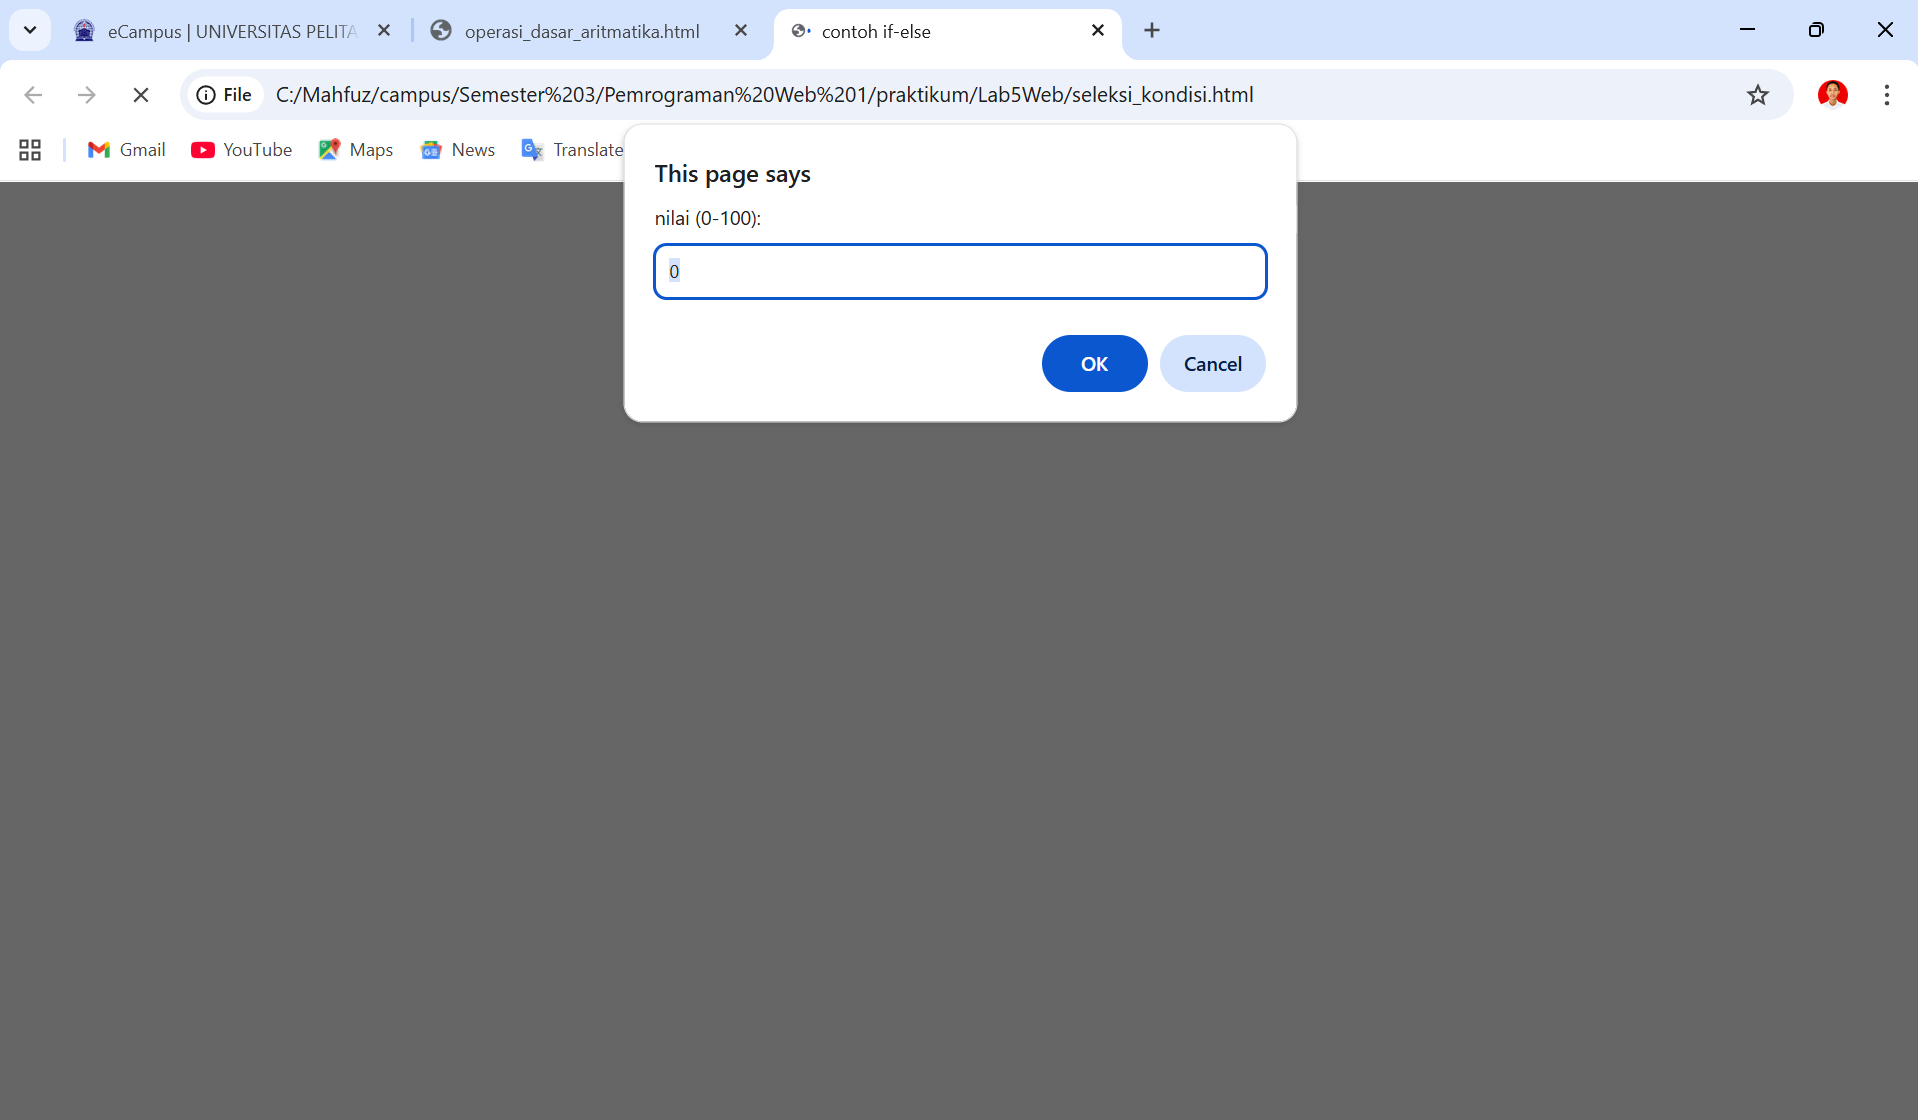 eCampus | UNIVERSITAS PELITA
operasi_dasar_aritmatika.html
contoh if-else
File
C:/Mahfuz/campus/Semester%203/Pemrograman%20Web%201/praktikum/Lab5Web/seleksi_kondisi.html
Gmail
YouTube
Maps
News
Translate
This page says
nilai (0-100):
0
OK
Cancel